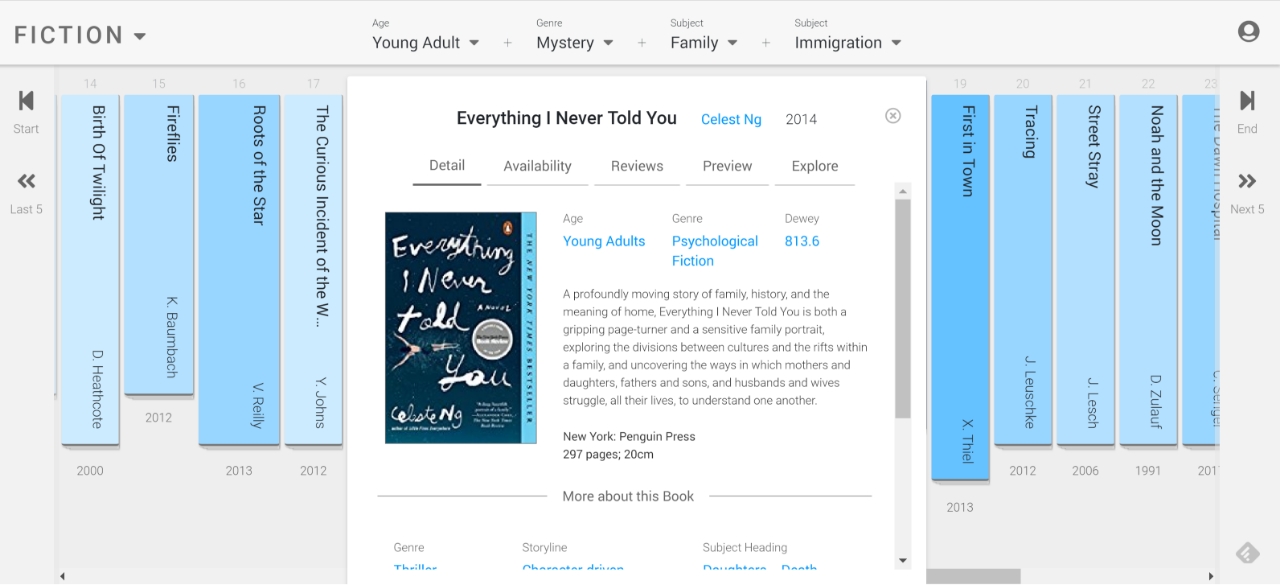 FICTION
Age
Young Adult
+
Genre
Mystery
+
Subject
Family
+
Subject
Immigration
Start
Last 5
14
Birth Of Twilight
D. Heathcote
2000
15
Fireflies
K. Baumbach
2012
16
Roots of the Star
V. Reilly
2013
17
The Curious Incident of the W...
Y. Johns
2012
Everything I Never Told You Celest Ng 2014
Detail Availability Reviews Preview Explore
Everything
I Never
told
You
A NOVEL
Celeste Ng
THE NEW YORK TIMES BESTSELLER
Age
Young Adults
Genre
Psychological
Fiction
Dewey
813.6
A profoundly moving story of family, history, and the
meaning of home, Everything I Never Told You is both a
gripping page-turner and a sensitive family portrait,
exploring the divisions between cultures and the rifts within
a family, and uncovering the ways in which mothers and
daughters, fathers and sons, and husbands and wives
struggle, all their lives, to understand one another.
New York: Penguin Press
297 pages; 20cm
More about this Book
Genre
Thriller
Storyline
Character-driven
Subject Heading
Daughters - Death
19
First in Town
X. Thiel
2013
20
Tracing
J. Leuschke
2012
21
Street Stray
J. Lesch
2006
22
Noah and the Moon
D. Zulauf
1991
23
The Dawn Hospital
201
End
Next 5